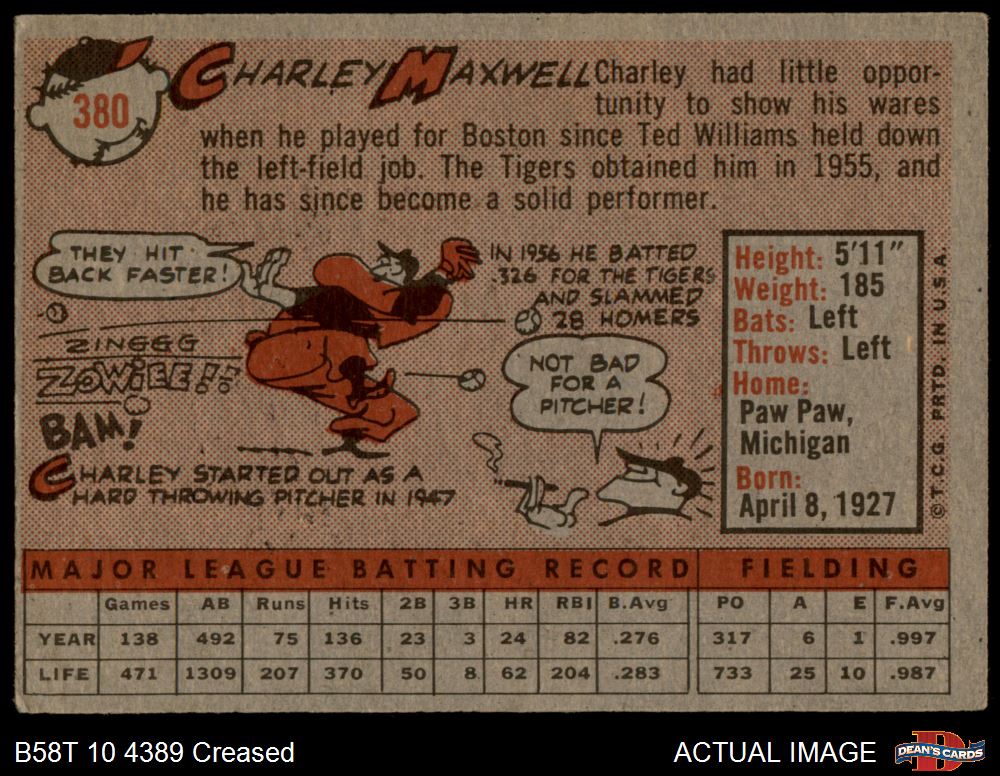 380
CHARLEY MAXWELL
Charley had little oppor-
tunity to show his wares
when he played for Boston since Ted Williams held down
the left-field job. The Tigers obtained him in 1955, and
he has since become a solid performer.
THEY HIT
BACK FASTER!
ZINGGG
ZOWIEE!!
BAM!
CHARLEY STARTED OUT AS A
HARD THROWING PITCHER IN 1947
IN 1956 HE BATTED
.326 FOR THE TIGERS
AND SLAMMED
28 HOMERS
NOT BAD
FOR A
PITCHER!
Height: 5'11"
Weight: 185
Bats: Left
Throws: Left
Home:
Paw Paw,
Michigan
Born:
April 8, 1927
©T.C.G. PRTD. IN U.S.A.
MAJOR LEAGUE BATTING RECORD FIELDING
Games AB Runs Hits 2B 3B HR RBI B.Avg PO A E F.Avg
YEAR 138 492 75 136 23 3 24 82 .276 317 6 1 .997
LIFE 471 1309 207 370 50 8 62 204 .283 733 25 10 .987
B58T 10 4389 Creased ACTUAL IMAGE DEAN'S CARDS